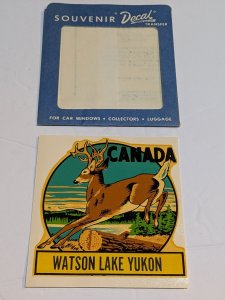 SOUVENIR Decal TRANSFER
FOR CAR WINDOWS • COLLECTORS • LUGGAGE
CANADA
WATSON LAKE YUKON